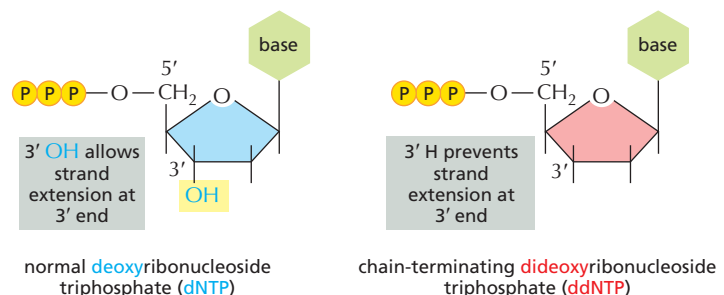 base
5′
P P P — O — CH2 O
3′ OH allows
strand
extension at
3′ end
3′
OH
normal deoxyribonucleoside
triphosphate (dNTP)
base
5′
P P P — O — CH2 O
3′ H prevents
strand
extension at
3′ end
3′
chain-terminating dideoxyribonucleoside
triphosphate (ddNTP)